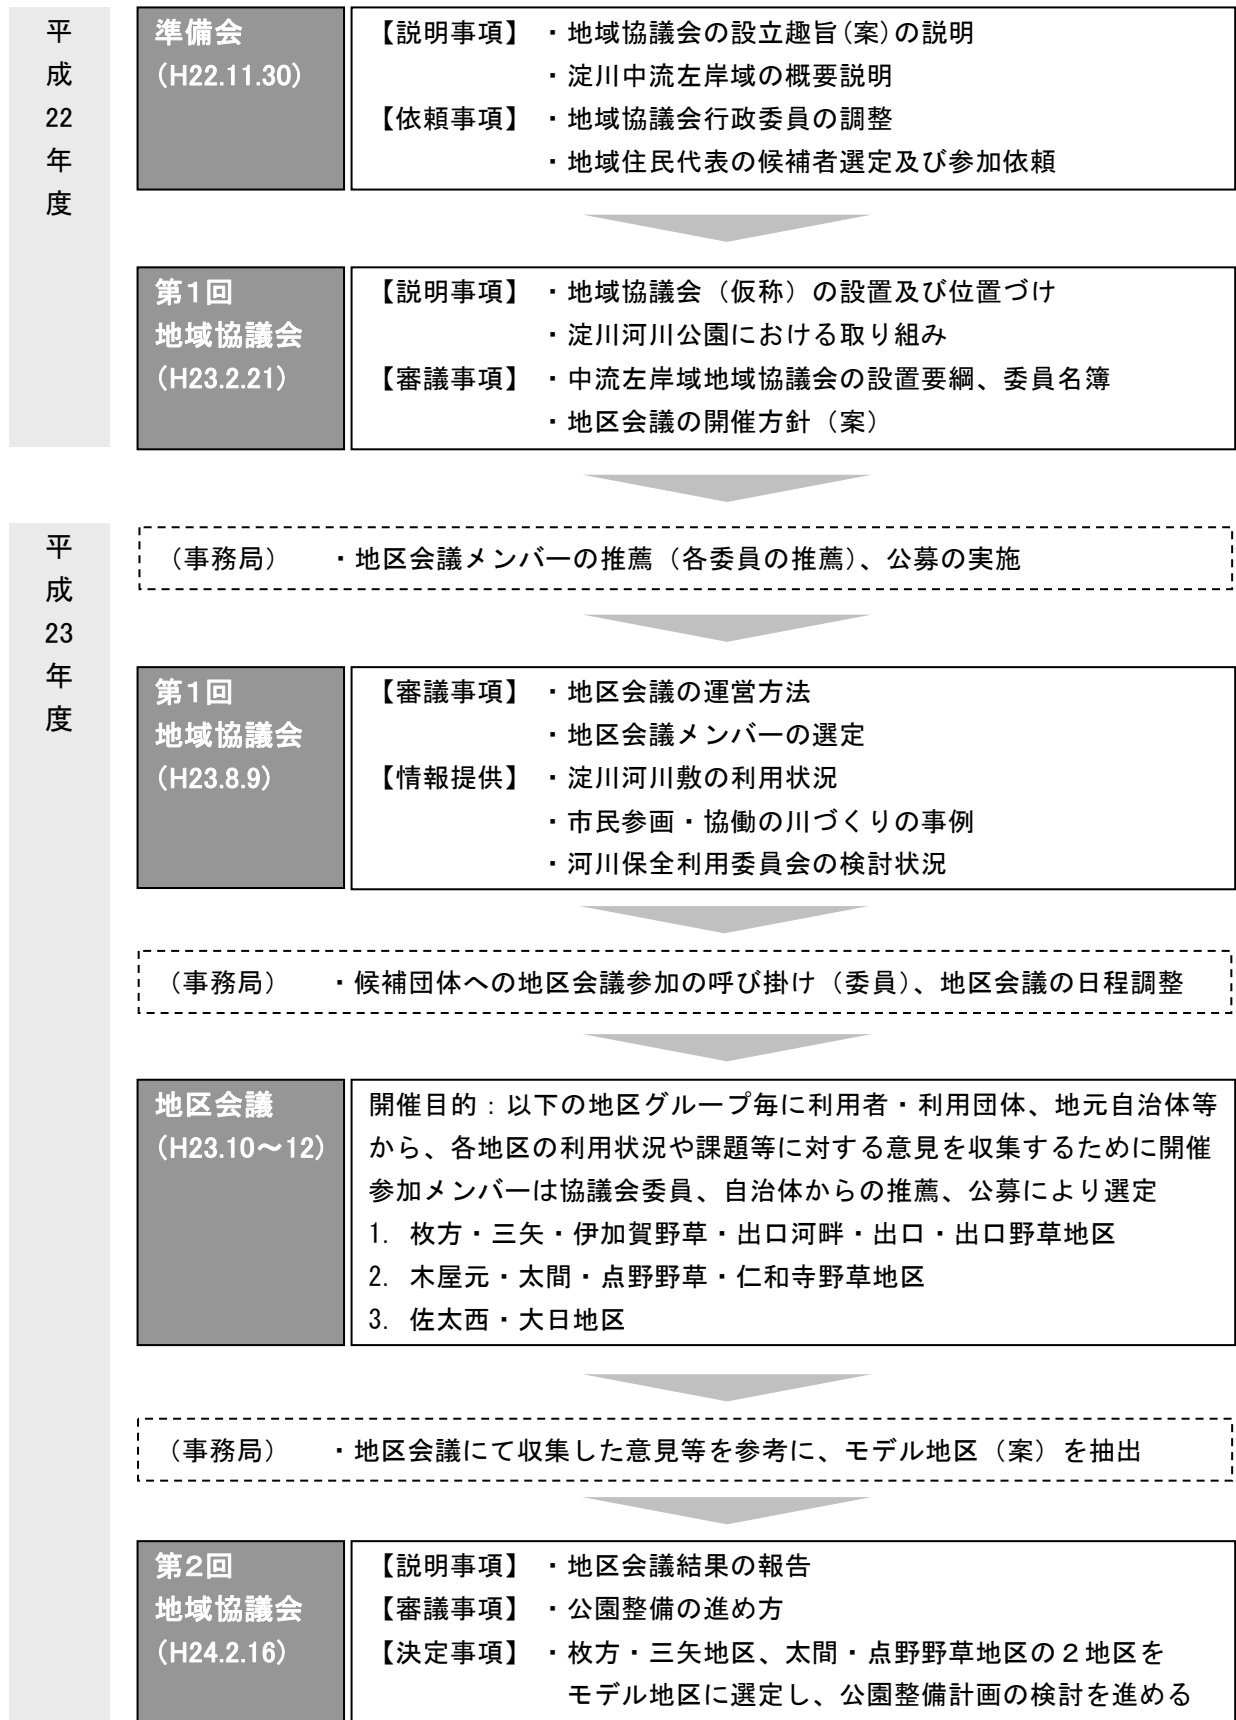 平成22年度
準備会
(H22.11.30)
【説明事項】 ・地域協議会の設立趣旨(案)の説明
・淀川中流左岸域の概要説明
【依頼事項】 ・地域協議会行政委員の調整
・地域住民代表の候補者選定及び参加依頼
第1回
地域協議会
(H23.2.21)
【説明事項】 ・地域協議会(仮称)の設置及び位置づけ
・淀川河川公園における取り組み
【審議事項】 ・中流左岸域地域協議会の設置要綱、委員名簿
・地区会議の開催方針(案)
平成23年度
(事務局) ・地区会議メンバーの推薦(各委員の推薦)、公募の実施
第1回
地域協議会
(H23.8.9)
【審議事項】 ・地区会議の運営方法
・地区会議メンバーの選定
【情報提供】 ・淀川河川敷の利用状況
・市民参画・協働の川づくりの事例
・河川保全利用委員会の検討状況
(事務局) ・候補団体への地区会議参加の呼び掛け(委員)、地区会議の日程調整
地区会議
(H23.10~12)
開催目的:以下の地区グループ毎に利用者・利用団体、地元自治体等
から、各地区の利用状況や課題等に対する意見を収集するために開催
参加メンバーは協議会委員、自治体からの推薦、公募により選定
1. 枚方・三矢・伊加賀野草・出口河畔・出口・出口野草地区
2. 木屋元・太間・点野野草・仁和寺野草地区
3. 佐太西・大日地区
(事務局) ・地区会議にて収集した意見等を参考に、モデル地区(案)を抽出
第2回
地域協議会
(H24.2.16)
【説明事項】 ・地区会議結果の報告
【審議事項】 ・公園整備の進め方
【決定事項】 ・枚方・三矢地区、太間・点野野草地区の2地区を
モデル地区に選定し、公園整備計画の検討を進める